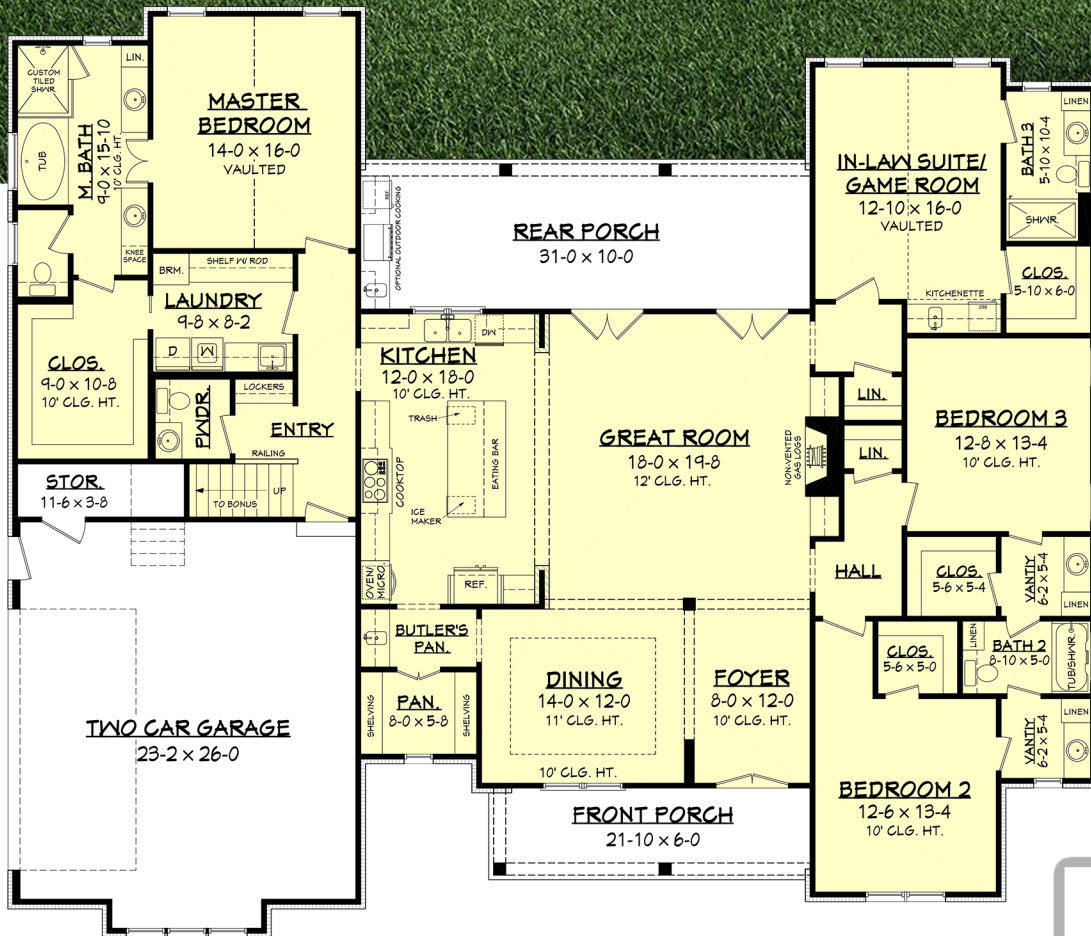 CUSTOM
TILED
SHWR.
LIN.
TUB
M. BATH
9-0 x 15-10
10' CLG. HT.
KNEE
SPACE
MASTER
BEDROOM
14-0 x 16-0
VAULTED
REF
OPTIONAL OUTDOOR COOKING
REAR PORCH
31-0 x 10-0
IN-LAW SUITE/
GAME ROOM
12-10 x 16-0
VAULTED
KITCHENETTE
LINEN
BATH 3
5-10 x 10-4
SHWR.
CLOS.
5-10 x 6-0
BRM.
SHELF W/ ROD
LAUNDRY
9-8 x 8-2
D
W
CLOS.
9-0 x 10-8
10' CLG. HT.
PWDR.
LOCKERS
ENTRY
RAILING
UP
TO BONUS
STOR.
11-6 x 3-8
DW
KITCHEN
12-0 x 18-0
10' CLG. HT.
TRASH
EATING BAR
COOKTOP
ICE
MAKER
OVEN/
MICRO.
REF.
GREAT ROOM
18-0 x 19-8
12' CLG. HT.
NON-VENTED
GAS LOGS
LIN.
LIN.
BEDROOM 3
12-8 x 13-4
10' CLG. HT.
HALL
CLOS.
5-6 x 5-4
VANTIY
6-2 x 5-4
LINEN
BUTLER'S
PAN.
SHELVING
PAN.
8-0 x 5-8
SHELVING
DINING
14-0 x 12-0
11' CLG. HT.
10' CLG. HT.
FOYER
8-0 x 12-0
10' CLG. HT.
CLOS.
5-6 x 5-0
LINEN
BATH 2
8-10 x 5-0
TUB/SHWR.
LINEN
VANTIY
6-2 x 5-4
TWO CAR GARAGE
23-2 x 26-0
FRONT PORCH
21-10 x 6-0
BEDROOM 2
12-6 x 13-4
10' CLG. HT.